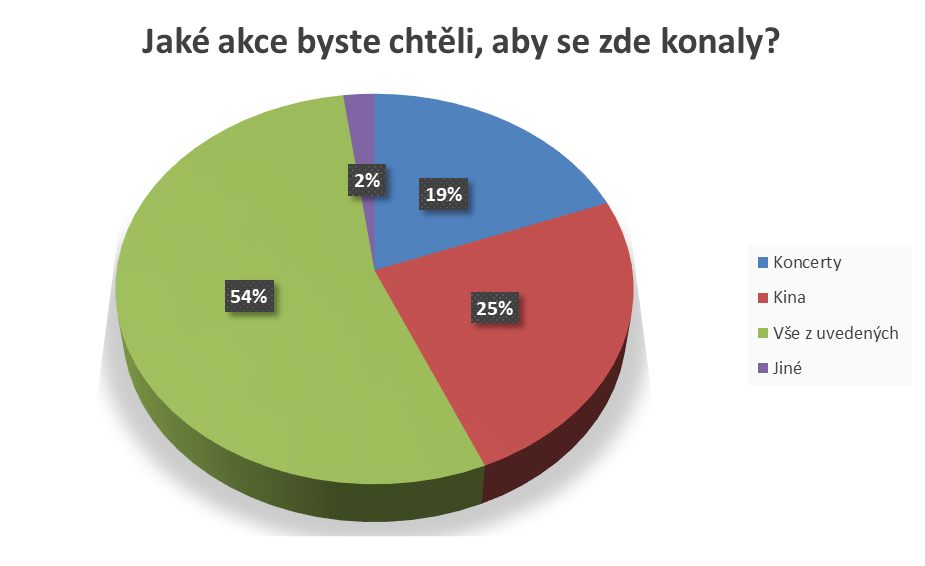 Jaké akce byste chtěli, aby se zde konaly?
2%
19%
54%
25%
Koncerty
Kina
Vše z uvedených
Jiné